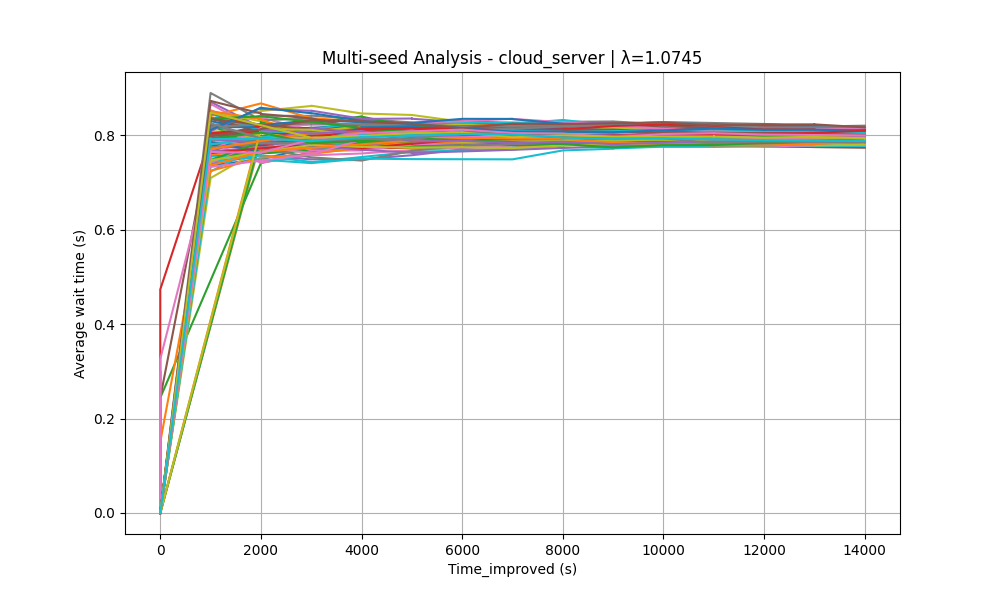 Multi-seed Analysis - cloud_server | λ=1.0745
Average wait time (s)
0.8
0.6
0.4
0.2
0.0
0 2000 4000 6000 8000 10000 12000 14000
Time_improved (s)